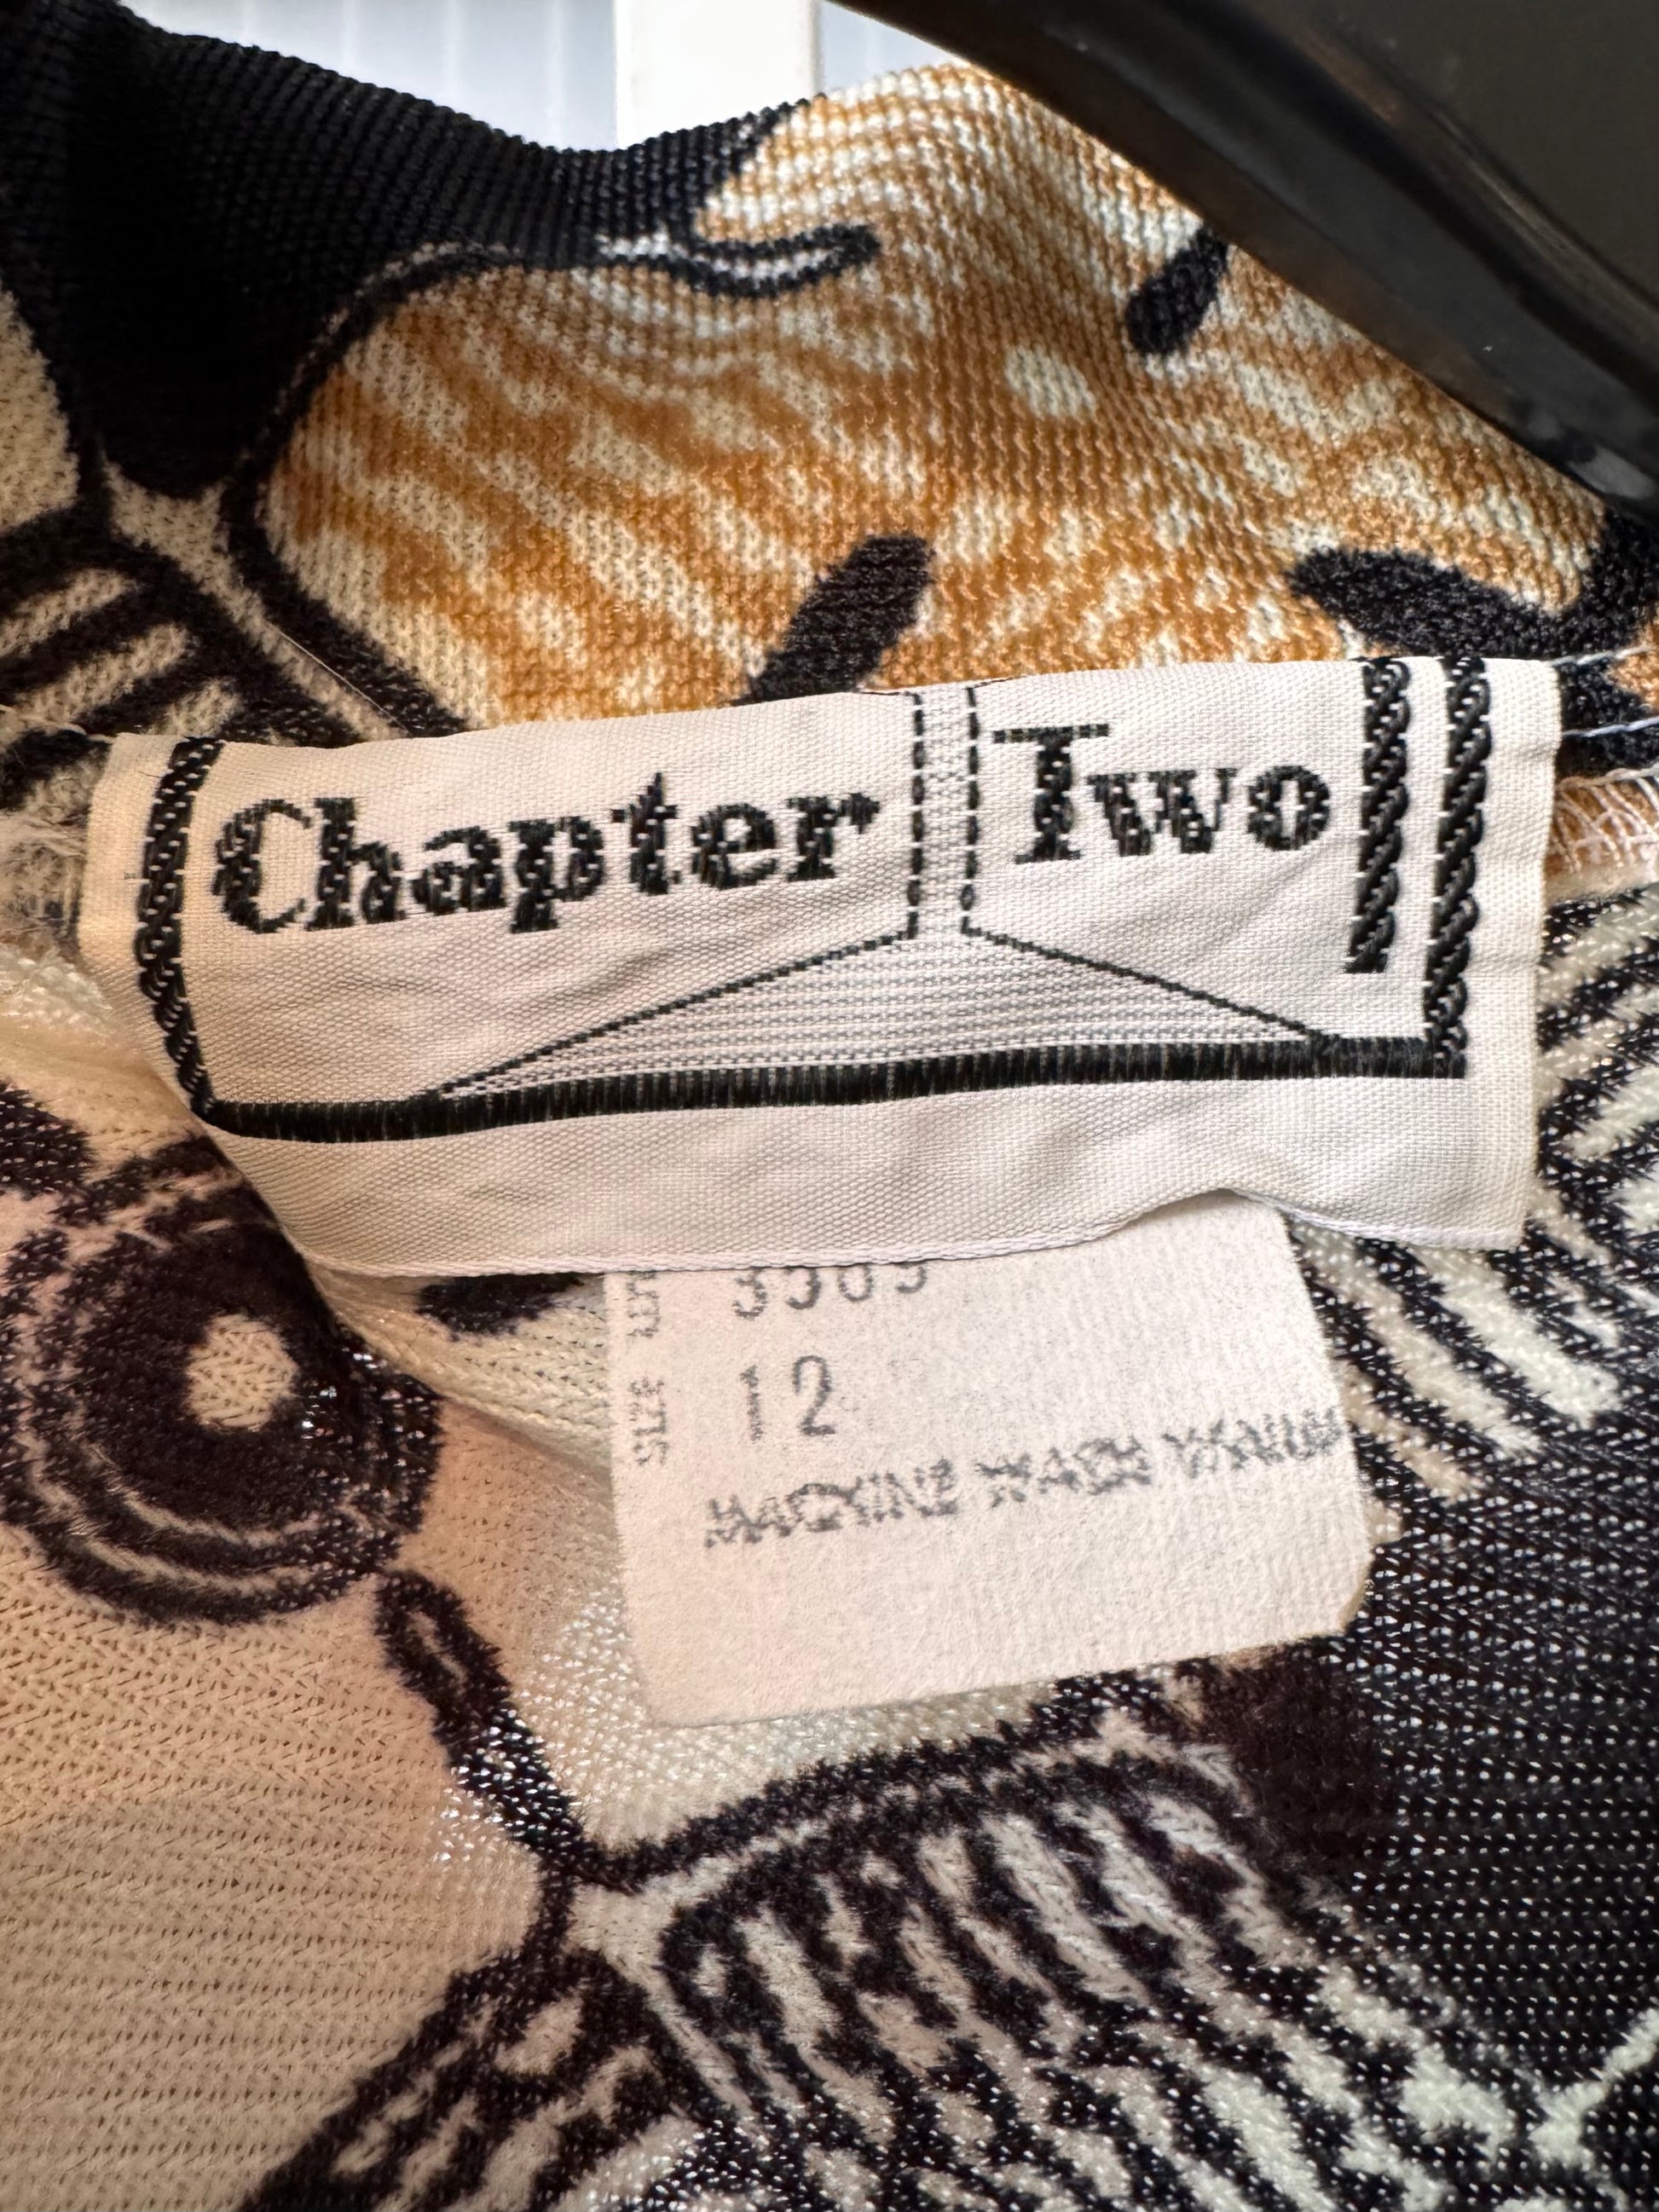 Chapter Two
12
SIZE
MACHINE WASH WARM